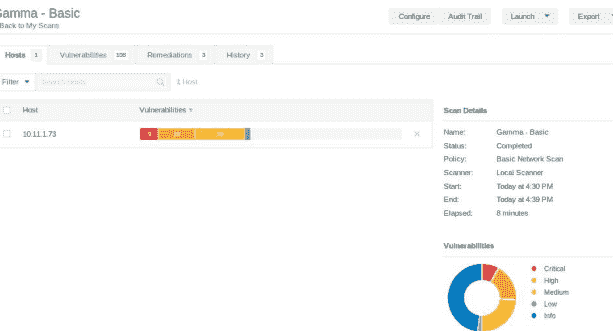 Gamma - Basic
Back to My Scans
Configure Audit Trail Launch Export
Hosts 1 Vulnerabilities 108 Remediations 3 History 3
Filter
1 Host
Host Vulnerabilities
10.11.1.73
9
Scan Details
Name: Gamma - Basic
Status: Completed
Policy: Basic Network Scan
Scanner: Local Scanner
Start: Today at 4:30 PM
End: Today at 4:39 PM
Elapsed: 8 minutes
Vulnerabilities
Critical
High
Medium
Low
Info